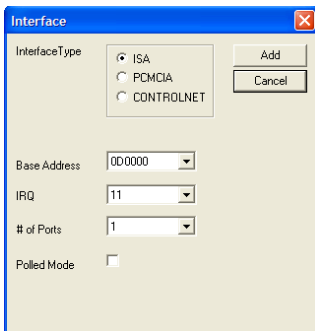 Interface
InterfaceType
ISA
PCMCIA
CONTROLNET
Add
Cancel
Base Address 0D0000
IRQ 11
# of Ports 1
Polled Mode